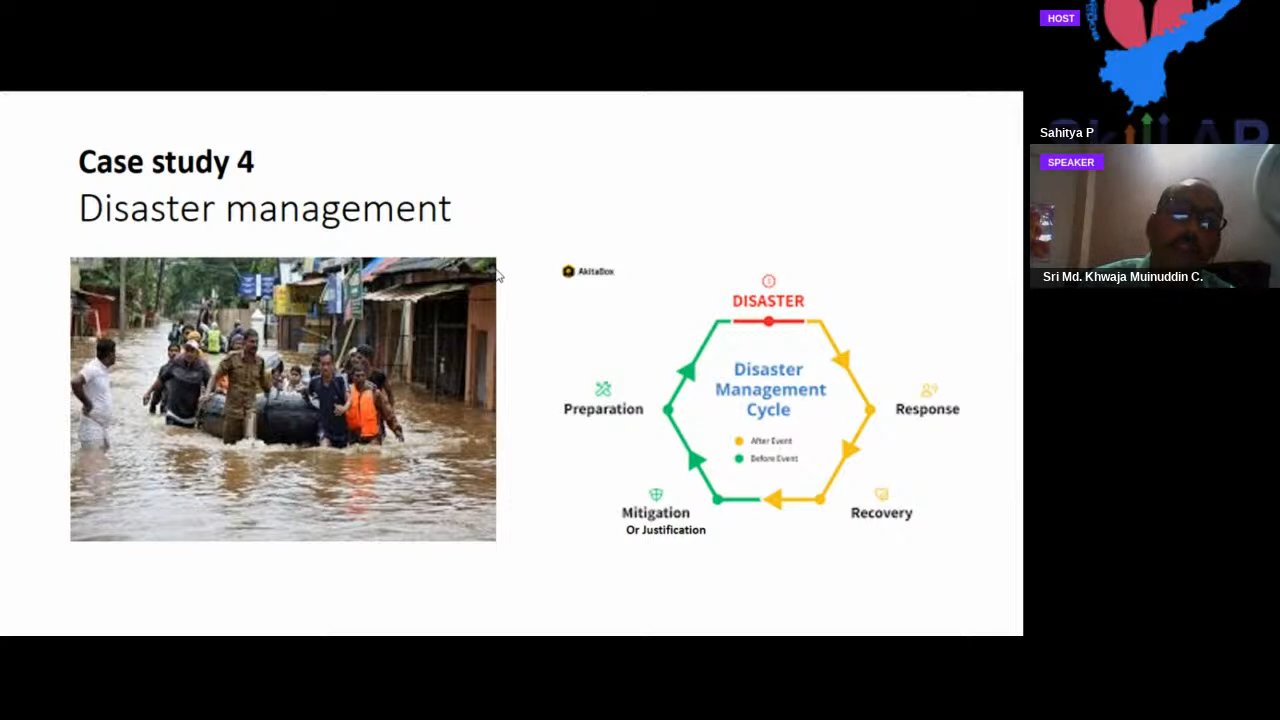 Case study 4
Disaster management
AkitaBox
DISASTER
Disaster
Management
Cycle
After Event
Before Event
Preparation
Response
Mitigation
Or Justification
Recovery
HOST
Sahitya P
SPEAKER
Sri Md. Khwaja Muinuddin C.